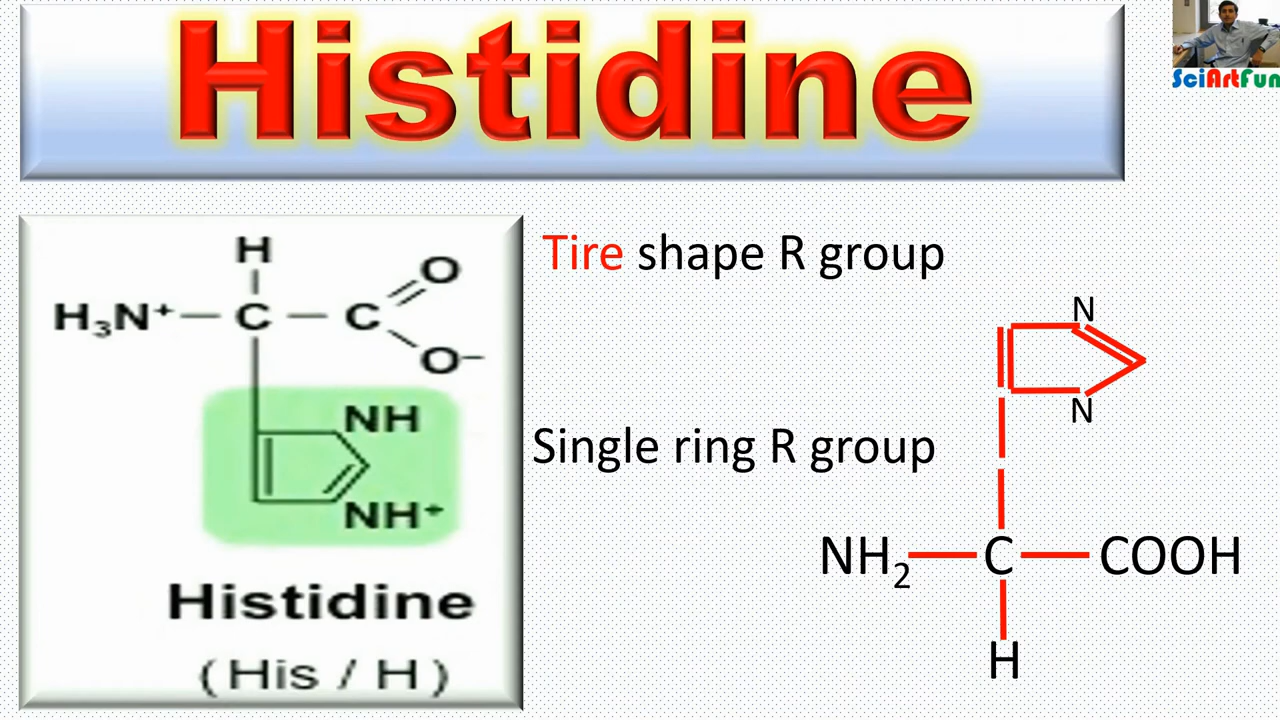 Histidine
SciArtFun
H
H₃N⁺ — C — C
O
O⁻
NH
NH⁺
Histidine
(His / H)
Tire shape R group
Single ring R group
N
N
NH₂ — C — COOH
H